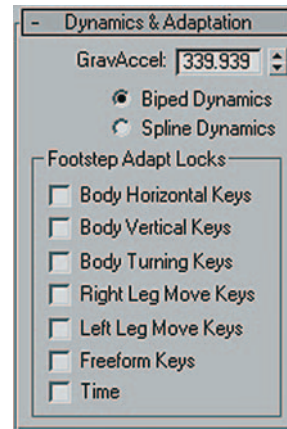 - Dynamics & Adaptation
GravAccel: 339.939
Biped Dynamics
Spline Dynamics
Footstep Adapt Locks
Body Horizontal Keys
Body Vertical Keys
Body Turning Keys
Right Leg Move Keys
Left Leg Move Keys
Freeform Keys
Time